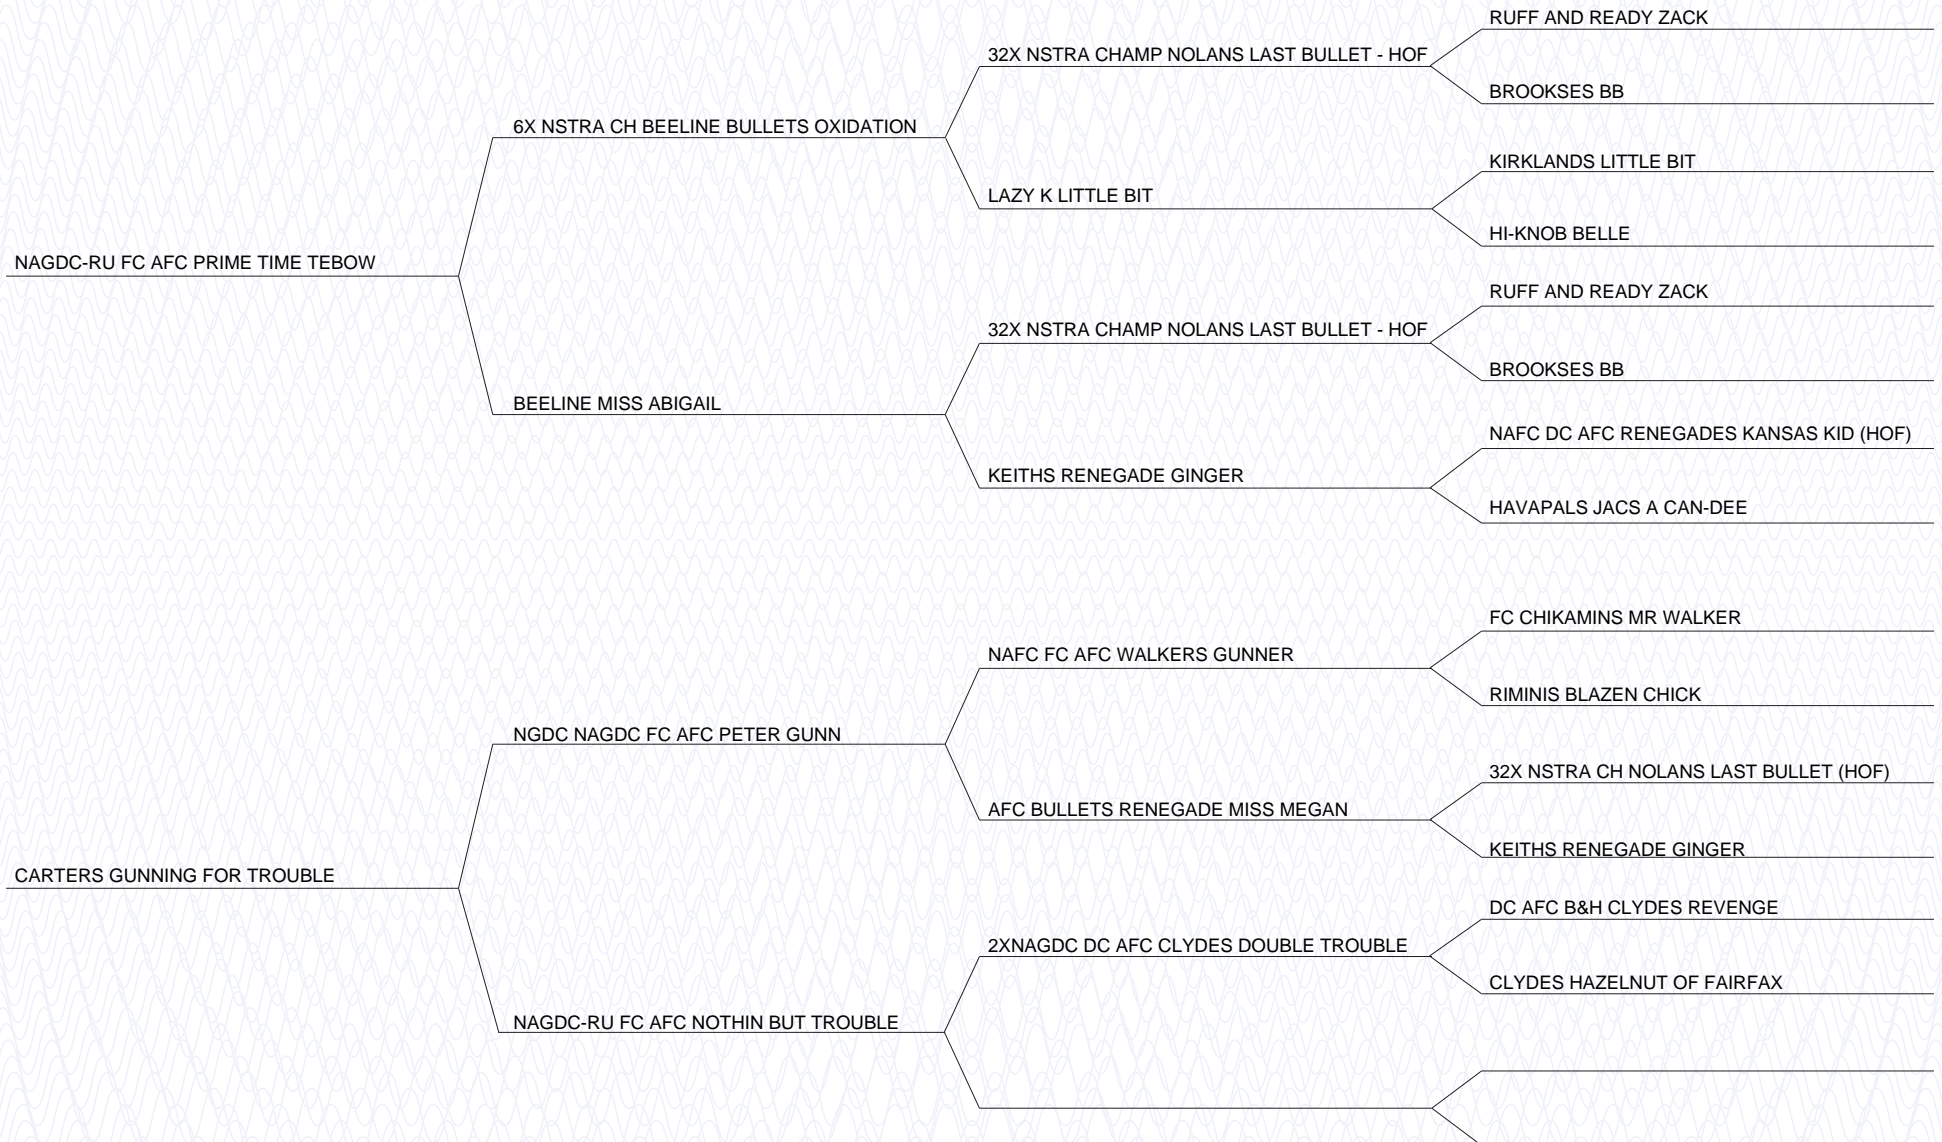 RUFF AND READY ZACK
32X NSTRA CHAMP NOLANS LAST BULLET - HOF
BROOKSES BB
6X NSTRA CH BEELINE BULLETS OXIDATION
KIRKLANDS LITTLE BIT
LAZY K LITTLE BIT
HI-KNOB BELLE
NAGDC-RU FC AFC PRIME TIME TEBOW
RUFF AND READY ZACK
32X NSTRA CHAMP NOLANS LAST BULLET - HOF
BROOKSES BB
BEELINE MISS ABIGAIL
NAFC DC AFC RENEGADES KANSAS KID (HOF)
KEITHS RENEGADE GINGER
HAVAPALS JACS A CAN-DEE
FC CHIKAMINS MR WALKER
NAFC FC AFC WALKERS GUNNER
RIMINIS BLAZEN CHICK
NGDC NAGDC FC AFC PETER GUNN
32X NSTRA CH NOLANS LAST BULLET (HOF)
AFC BULLETS RENEGADE MISS MEGAN
KEITHS RENEGADE GINGER
CARTERS GUNNING FOR TROUBLE
DC AFC B&H CLYDES REVENGE
2XNAGDC DC AFC CLYDES DOUBLE TROUBLE
CLYDES HAZELNUT OF FAIRFAX
NAGDC-RU FC AFC NOTHIN BUT TROUBLE